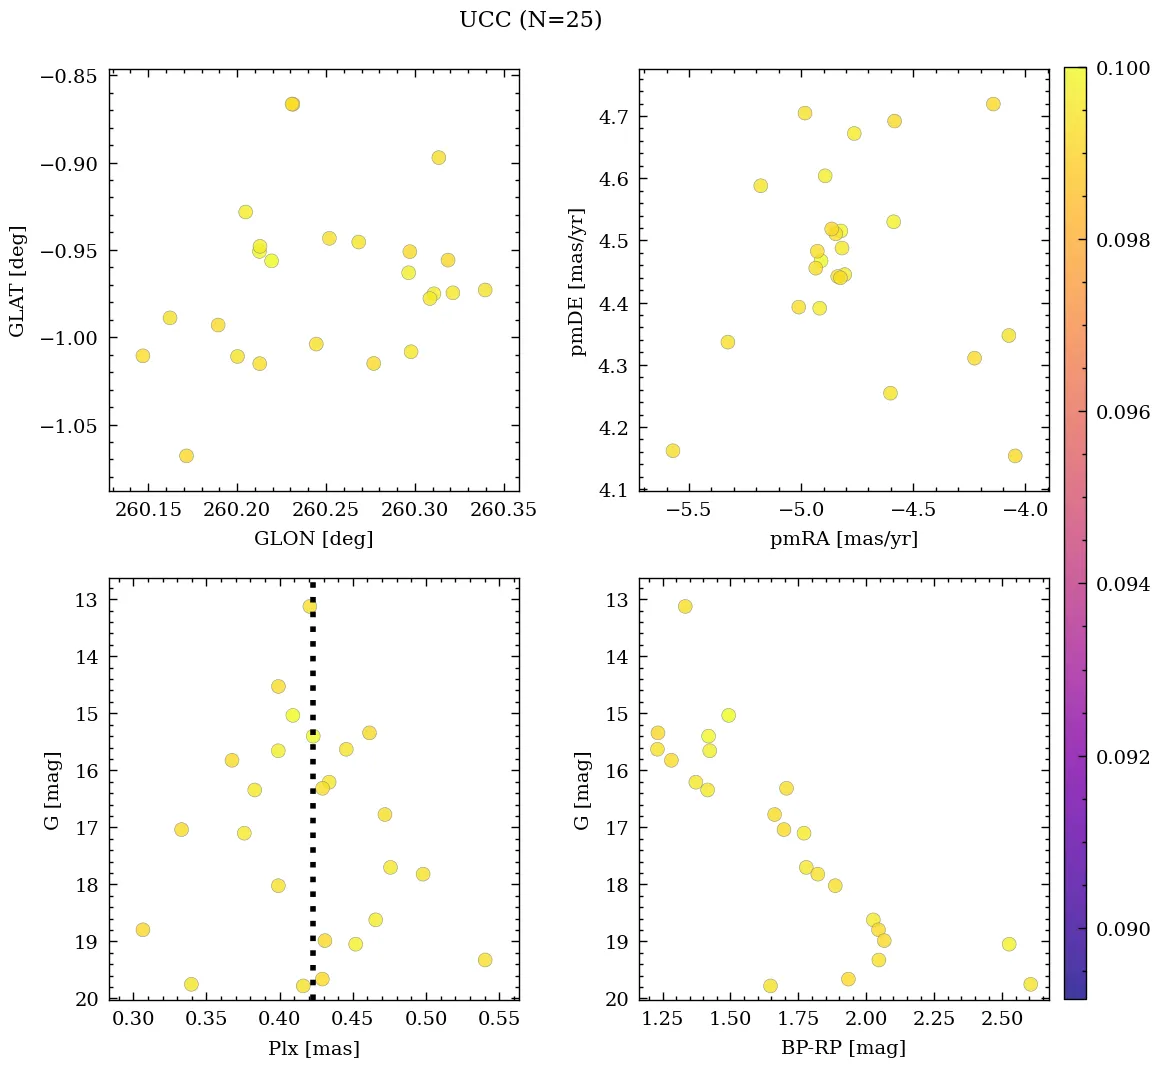 UCC (N=25)
−0.85
−0.90
−0.95
−1.00
−1.05
GLAT [deg]
260.15 260.20 260.25 260.30 260.35
GLON [deg]
4.7
4.6
4.5
4.4
4.3
4.2
4.1
pmDE [mas/yr]
−5.5 −5.0 −4.5 −4.0
pmRA [mas/yr]
0.100
0.098
0.096
0.094
0.092
0.090
13
14
15
16
17
18
19
20
G [mag]
0.30 0.35 0.40 0.45 0.50 0.55
Plx [mas]
13
14
15
16
17
18
19
20
G [mag]
1.25 1.50 1.75 2.00 2.25 2.50
BP-RP [mag]